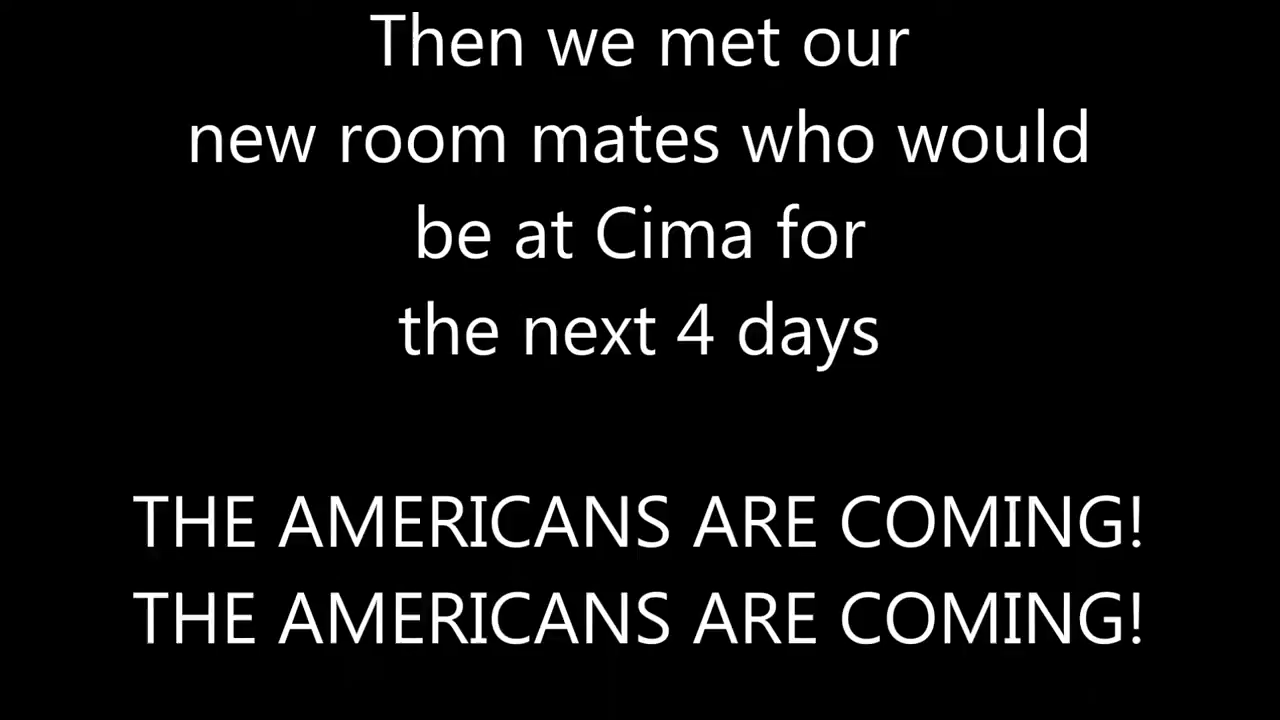 Then we met our
new room mates who would
be at Cima for
the next 4 days
THE AMERICANS ARE COMING!
THE AMERICANS ARE COMING!